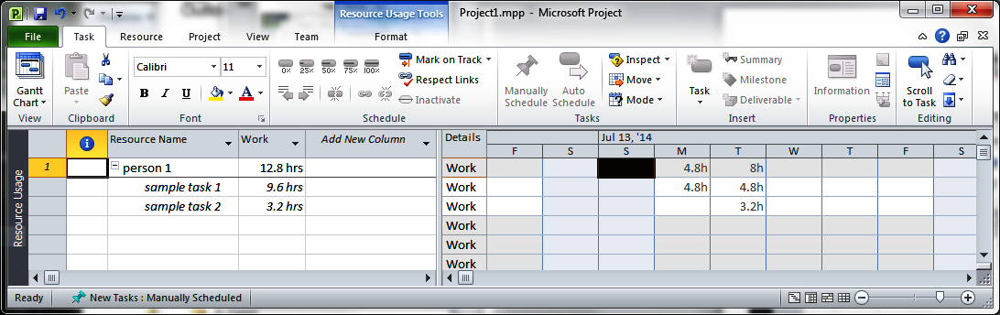 Resource Usage Tools Project1.mpp - Microsoft Project
File Task Resource Project View Team Format
Gantt Chart View
Paste Clipboard
Calibri 11
B I U A
Font
0% 25% 50% 75% 100%
Mark on Track
Respect Links
Inactivate
Schedule
Manually Schedule Auto Schedule
Inspect
Move
Mode
Tasks
Task
Summary
Milestone
Deliverable
Insert
Information
Properties
Scroll to Task
Editing
Resource Usage
Resource Name Work Add New Column Details Jul 13, '14
F S S M T W T F S
1 person 1 12.8 hrs Work 4.8h 8h
sample task 1 9.6 hrs Work 4.8h 4.8h
sample task 2 3.2 hrs Work 3.2h
Work
Work
Work
Ready New Tasks : Manually Scheduled